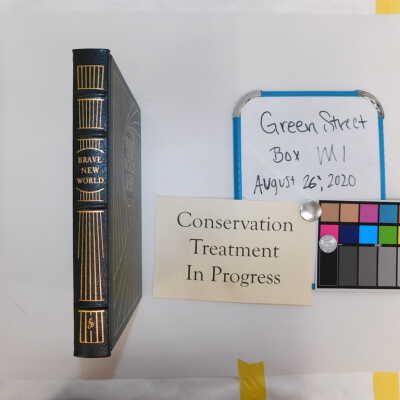 BRAVE
NEW
WORLD
Green Street
Box M1
August 26, 2020
Conservation
Treatment
In Progress